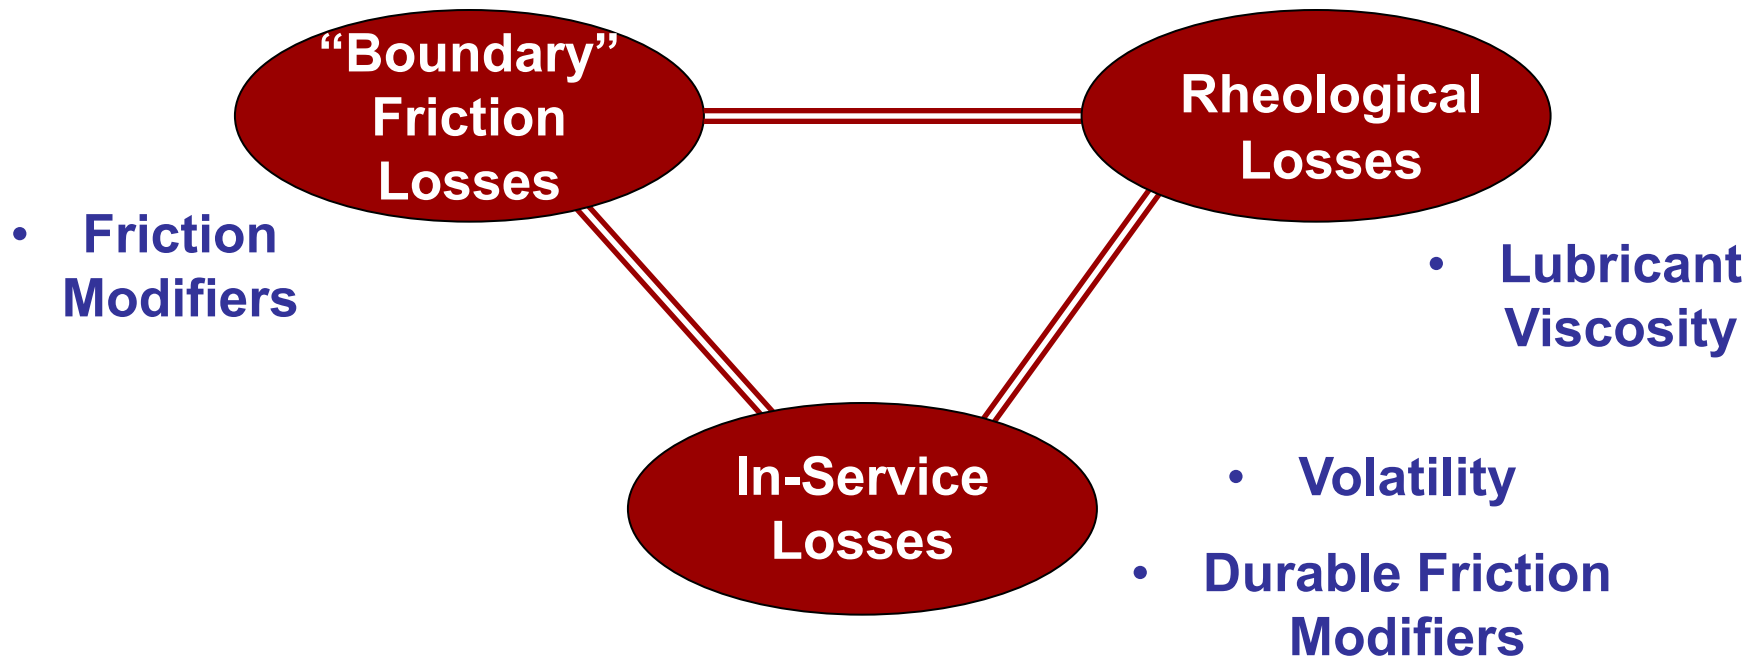 “Boundary”
Friction
Losses
Rheological
Losses
• Friction
Modifiers
• Lubricant
Viscosity
In-Service
Losses
• Volatility
• Durable Friction
Modifiers